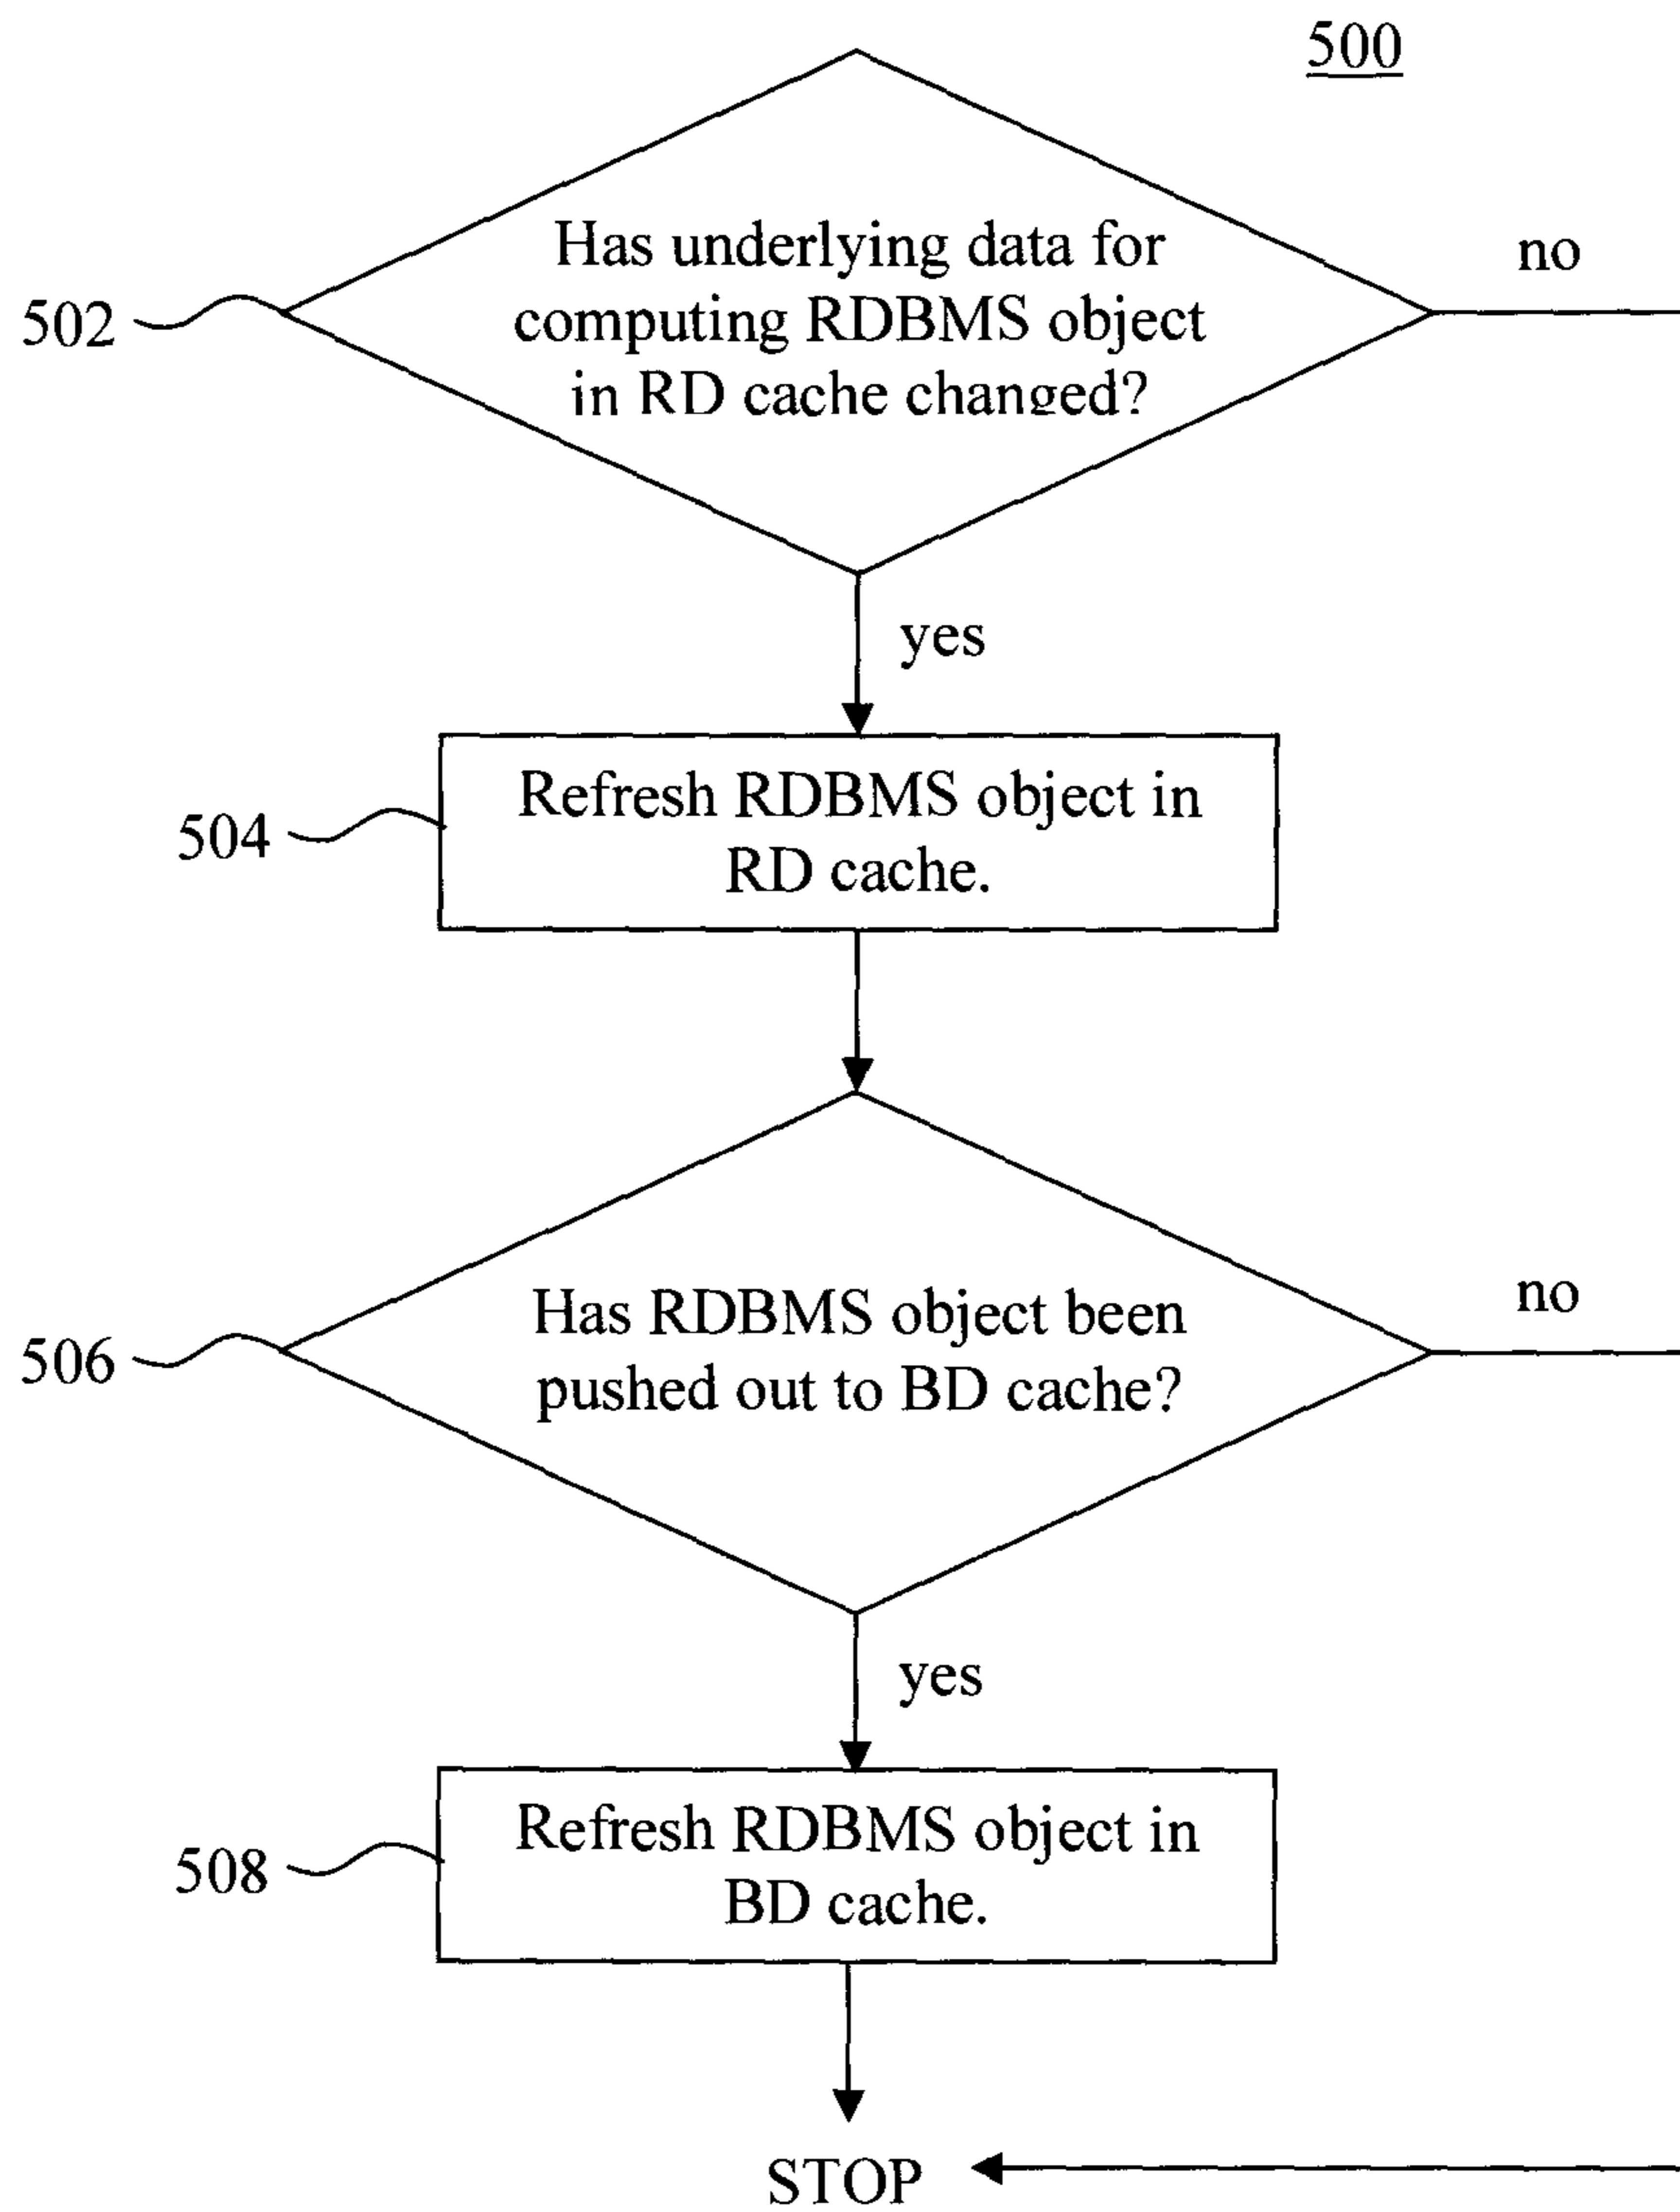 500
Has underlying data for
computing RDBMS object
in RD cache changed?
no
502
yes
Refresh RDBMS object in
RD cache.
504
Has RDBMS object been
pushed out to BD cache?
no
506
yes
Refresh RDBMS object in
BD cache.
508
STOP